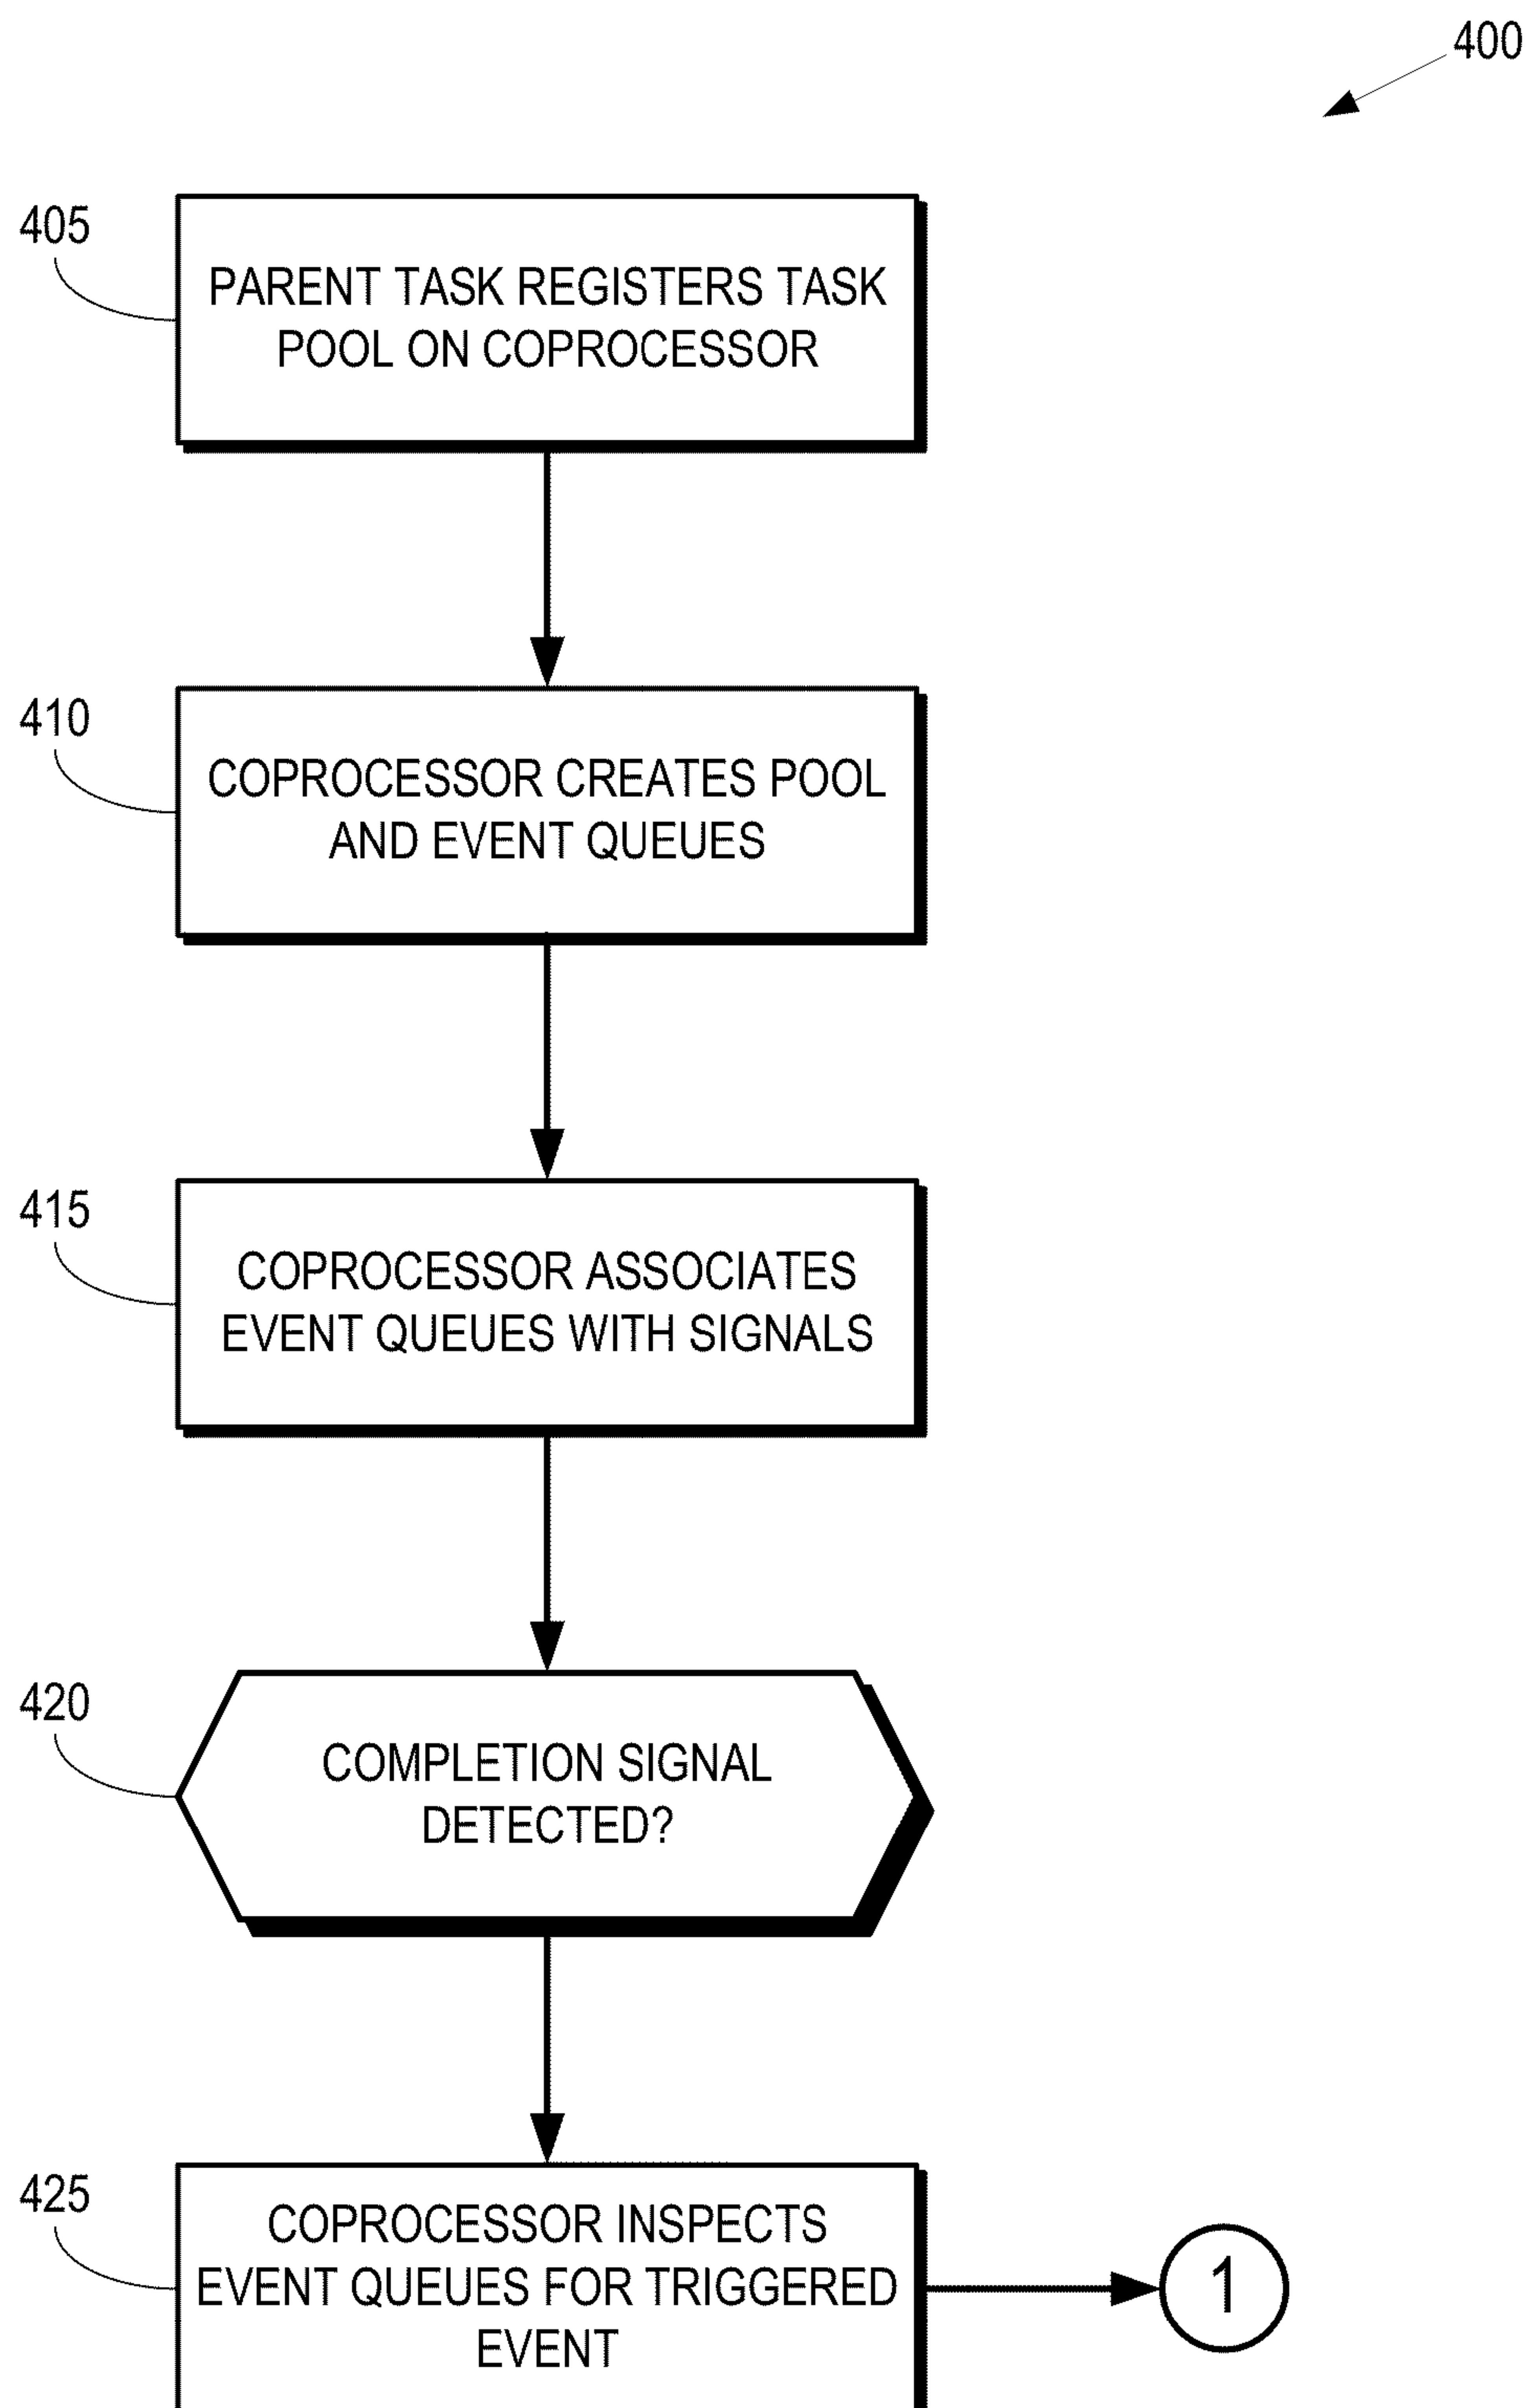 400
405
PARENT TASK REGISTERS TASK
POOL ON COPROCESSOR
410
COPROCESSOR CREATES POOL
AND EVENT QUEUES
415
COPROCESSOR ASSOCIATES
EVENT QUEUES WITH SIGNALS
420
COMPLETION SIGNAL
DETECTED?
425
COPROCESSOR INSPECTS
EVENT QUEUES FOR TRIGGERED
EVENT
1